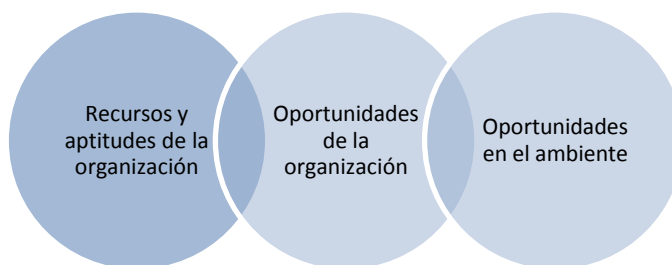 Recursos y
aptitudes de la
organización
Oportunidades
de la
organización
Oportunidades
en el ambiente